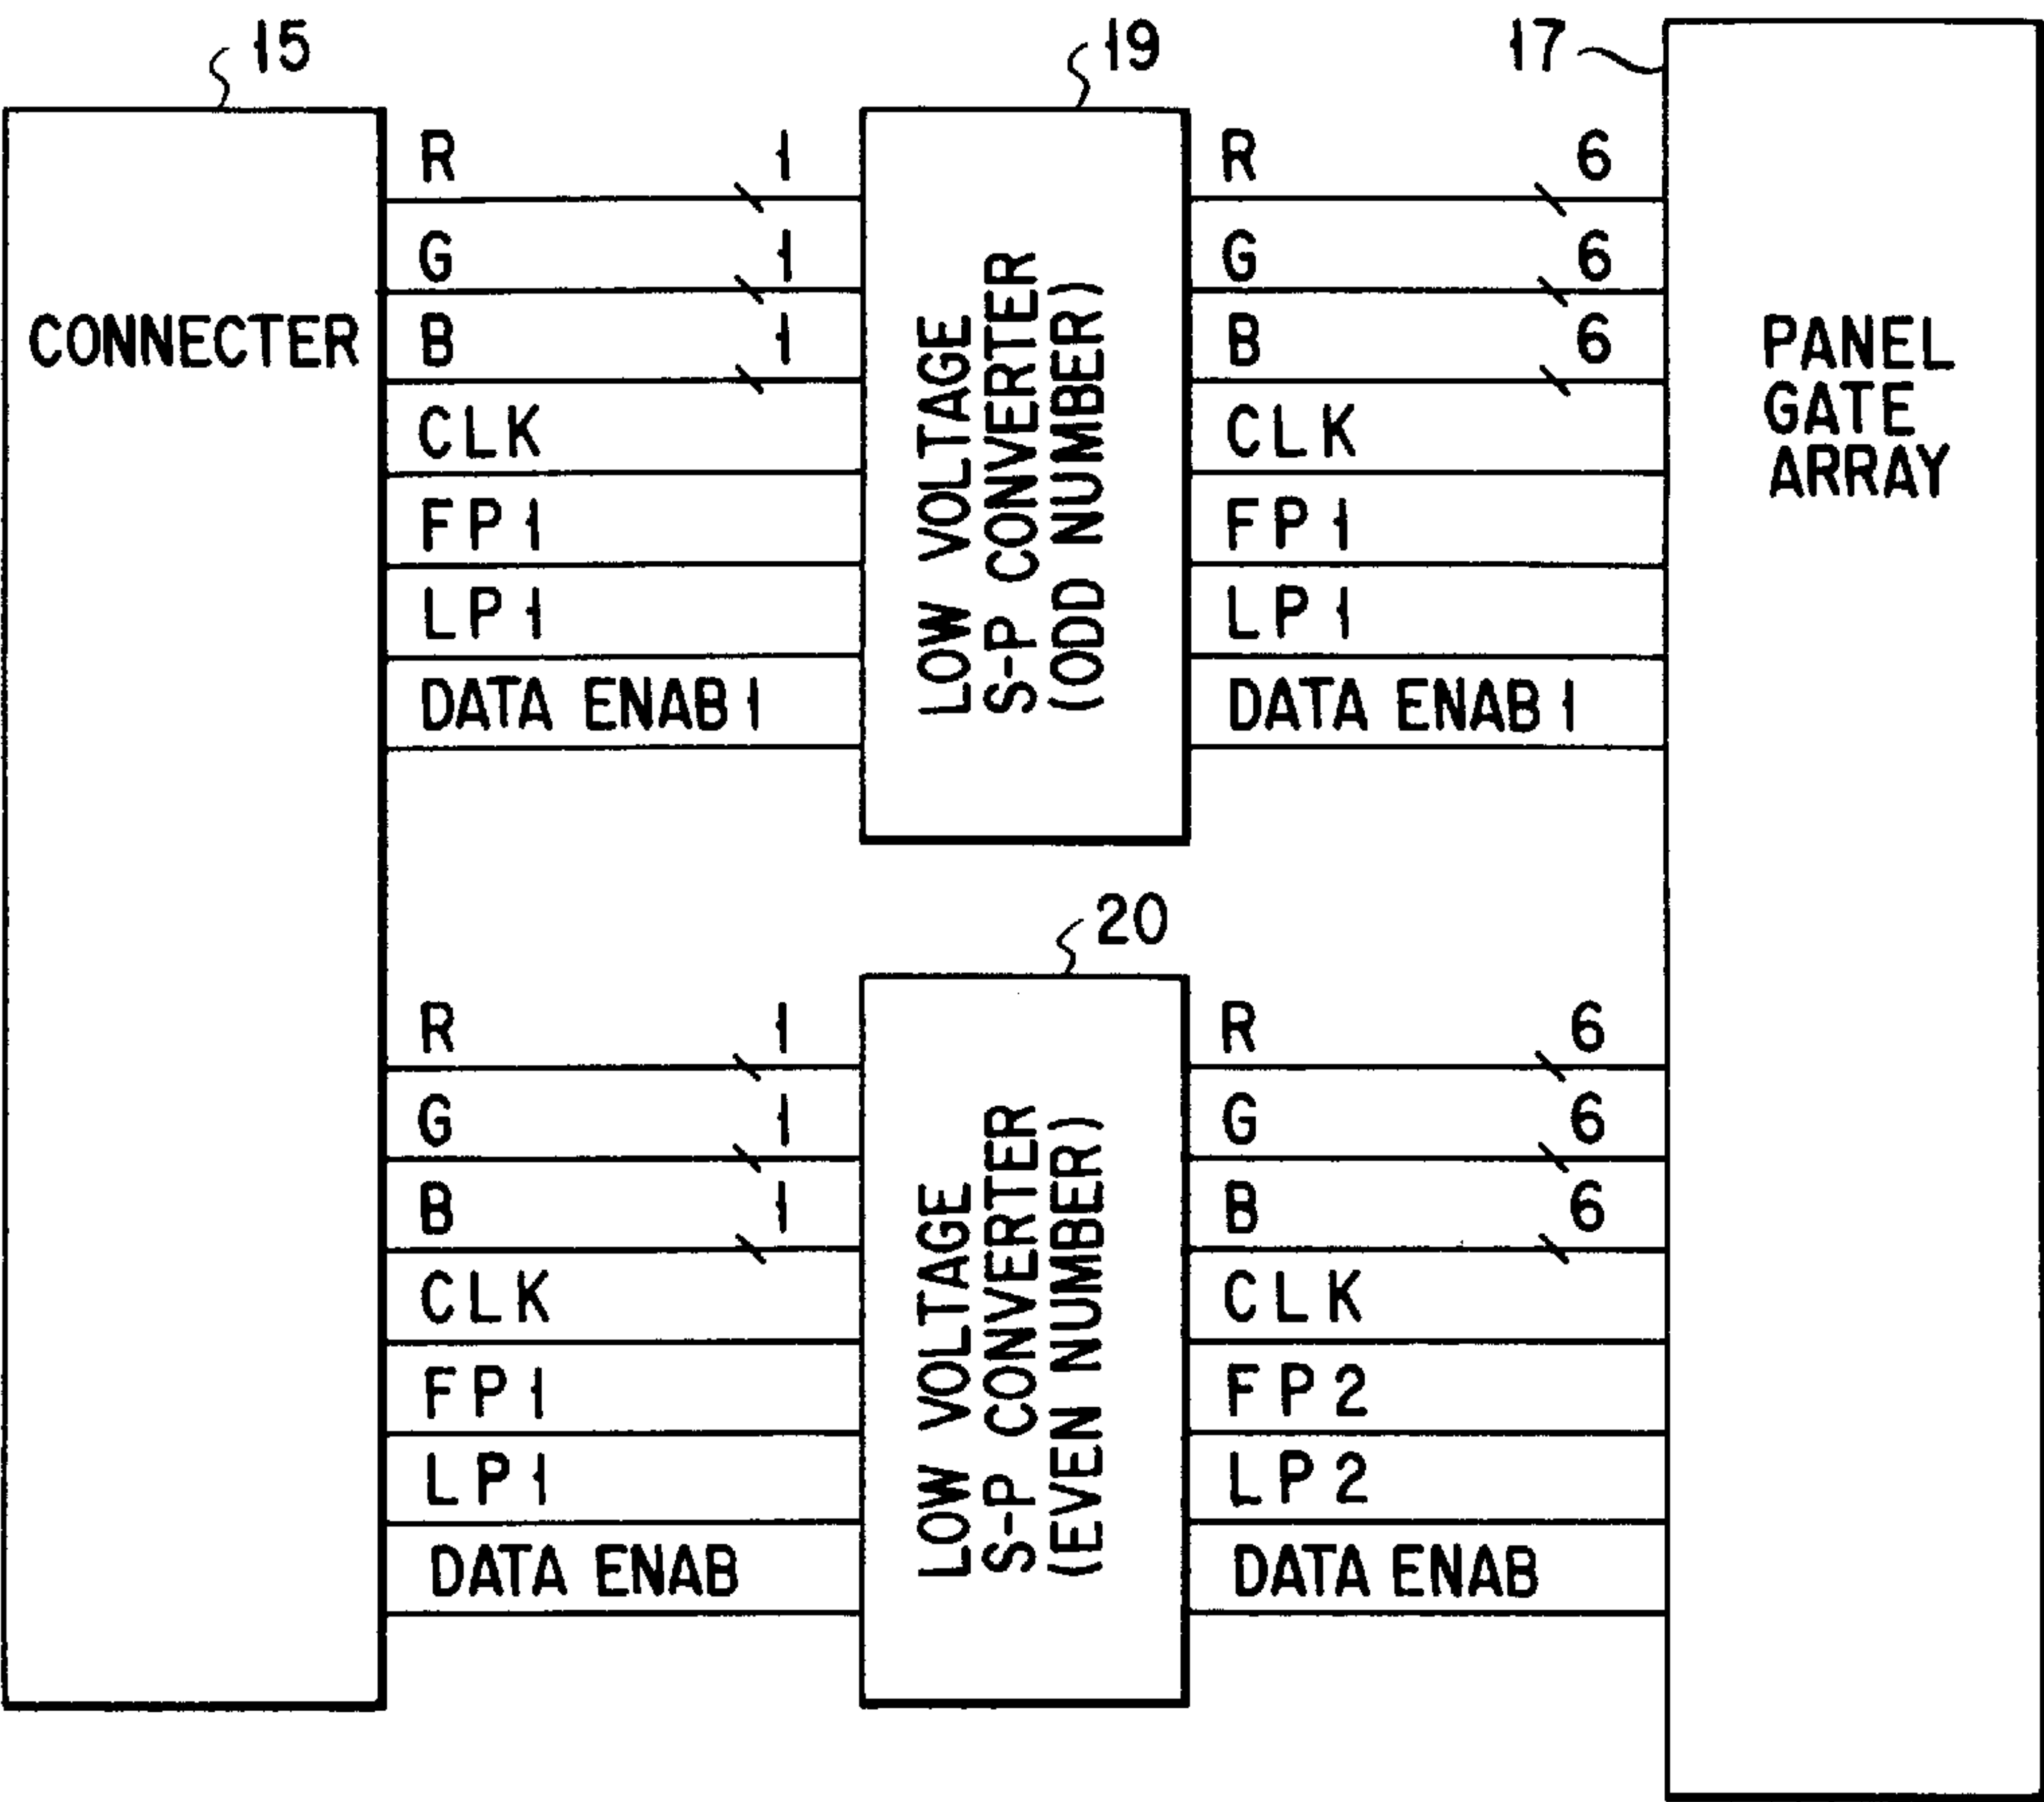 15
19
17
CONNECTER
R 1
G 1
B 1
CLK
FP1
LP1
DATA ENAB1
LOW VOLTAGE
S-P CONVERTER
(ODD NUMBER)
R 6
G 6
B 6
CLK
FP1
LP1
DATA ENAB1
PANEL
GATE
ARRAY
20
R 1
G 1
B 1
CLK
FP1
LP1
DATA ENAB
LOW VOLTAGE
S-P CONVERTER
(EVEN NUMBER)
R 6
G 6
B 6
CLK
FP2
LP2
DATA ENAB